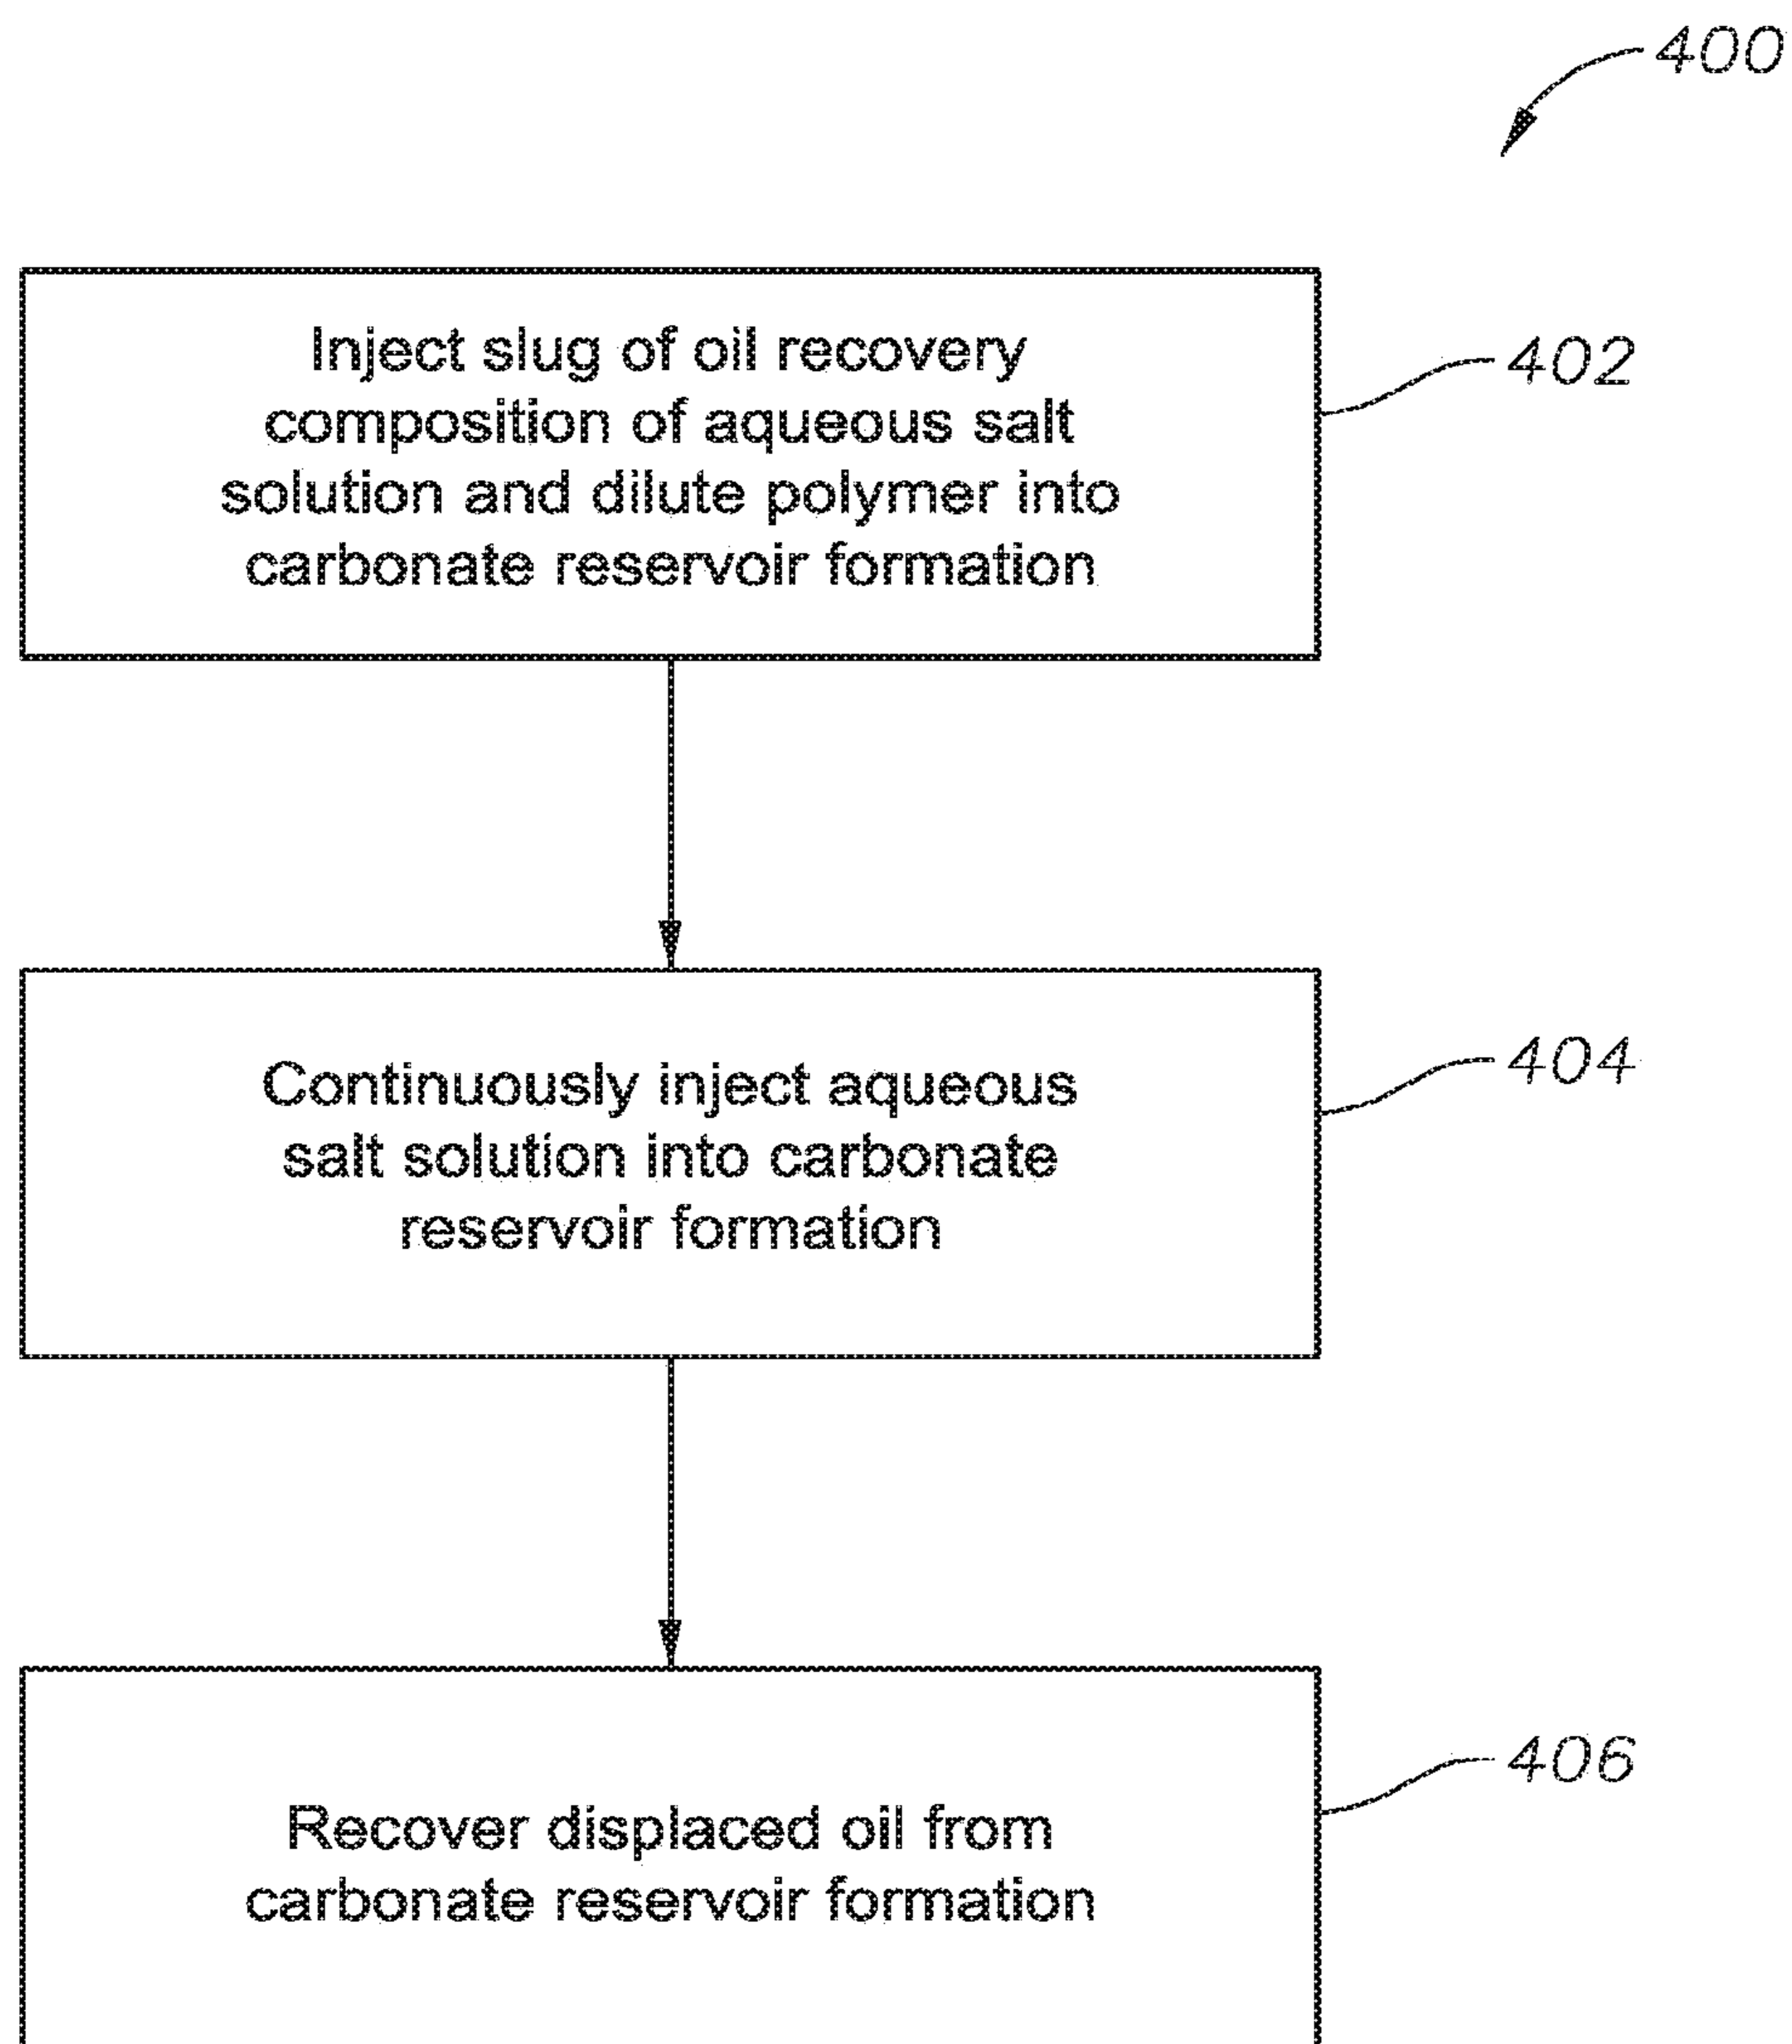 400
Inject slug of oil recovery
composition of aqueous salt
solution and dilute polymer into
carbonate reservoir formation
402
Continuously inject aqueous
salt solution into carbonate
reservoir formation
404
Recover displaced oil from
carbonate reservoir formation
406